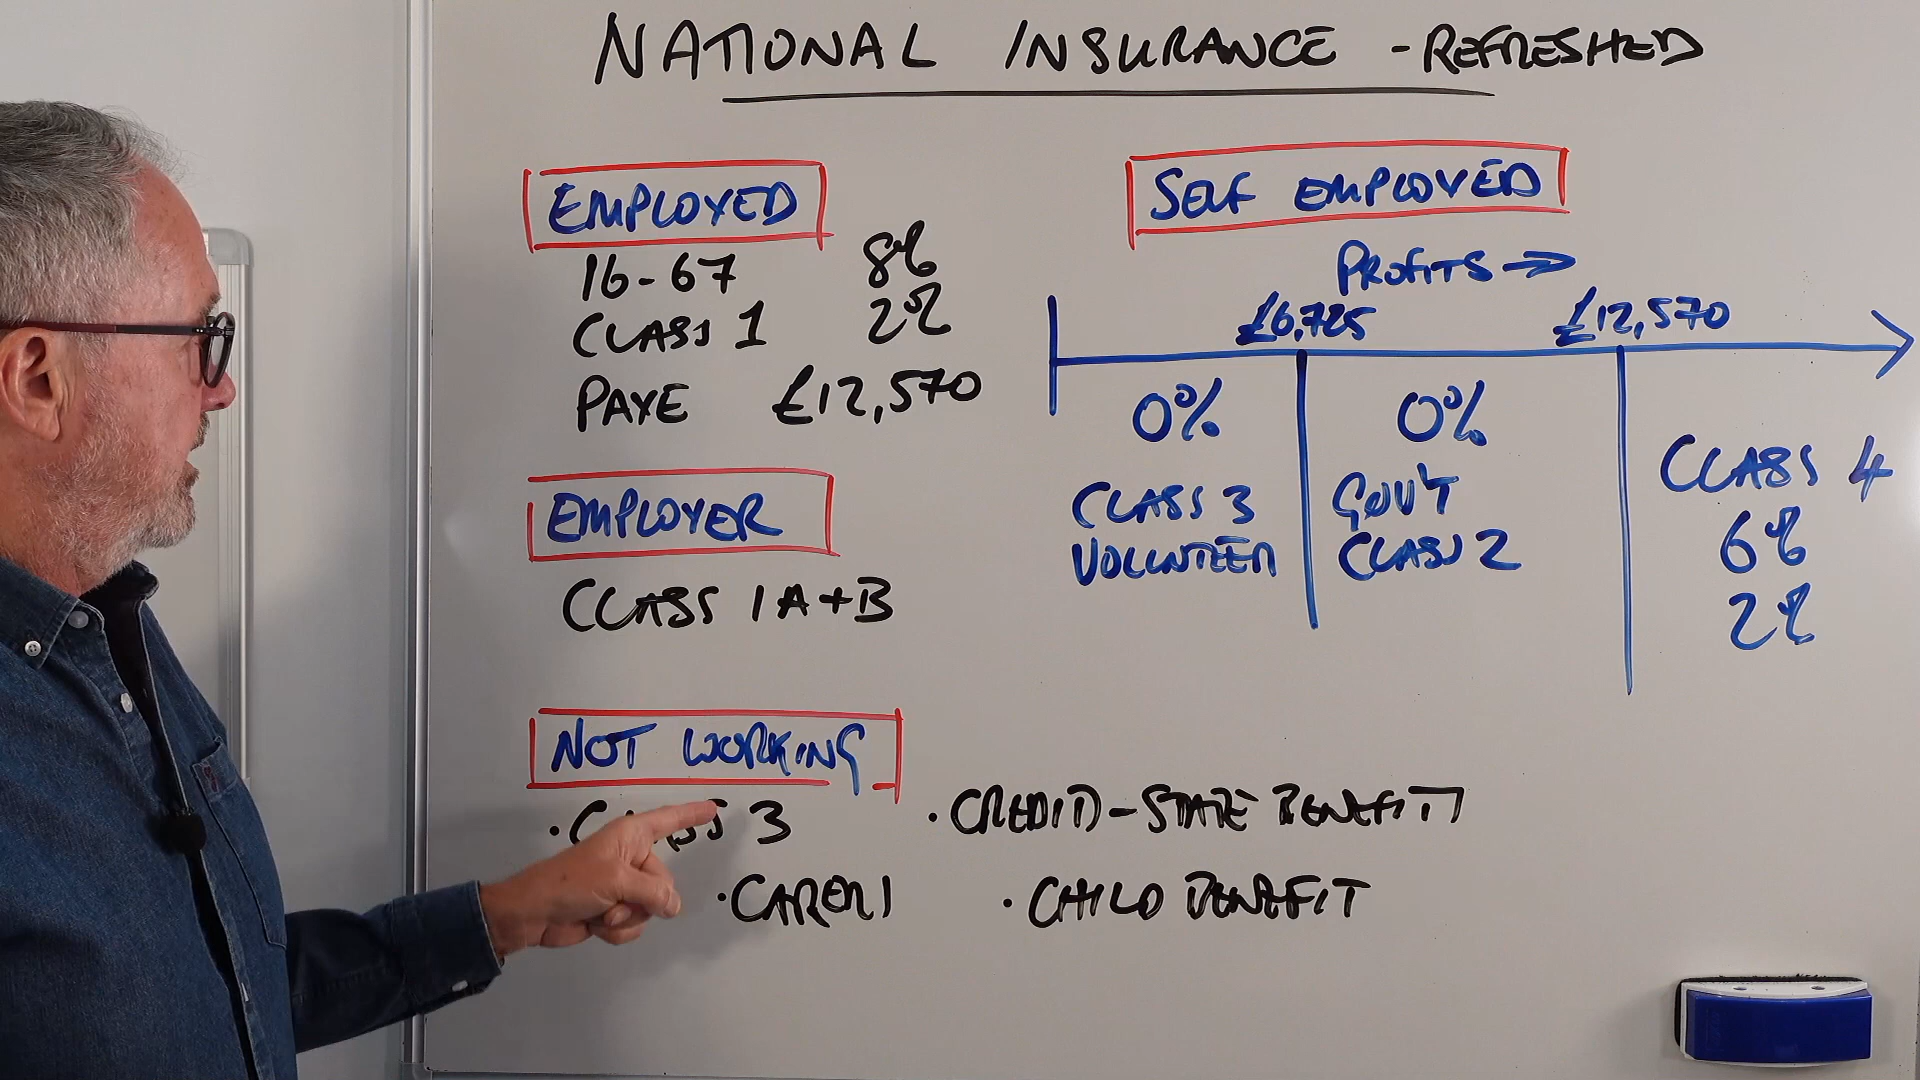 NATIONAL INSURANCE - REFRESHED
EMPLOYED
16-67 8%
CLASS 1 2%
PAYE £12,570
EMPLOYER
CLASS 1A+B
NOT WORKING
• CLASS 3 • CREDIT - STATE BENEFIT
• CARERS • CHILD BENEFIT
SELF EMPLOYED
PROFITS →
£6,725 £12,570
0% 0%
CLASS 3 GOV'T CLASS 4
VOLUNTEER CLASS 2 6%
2%